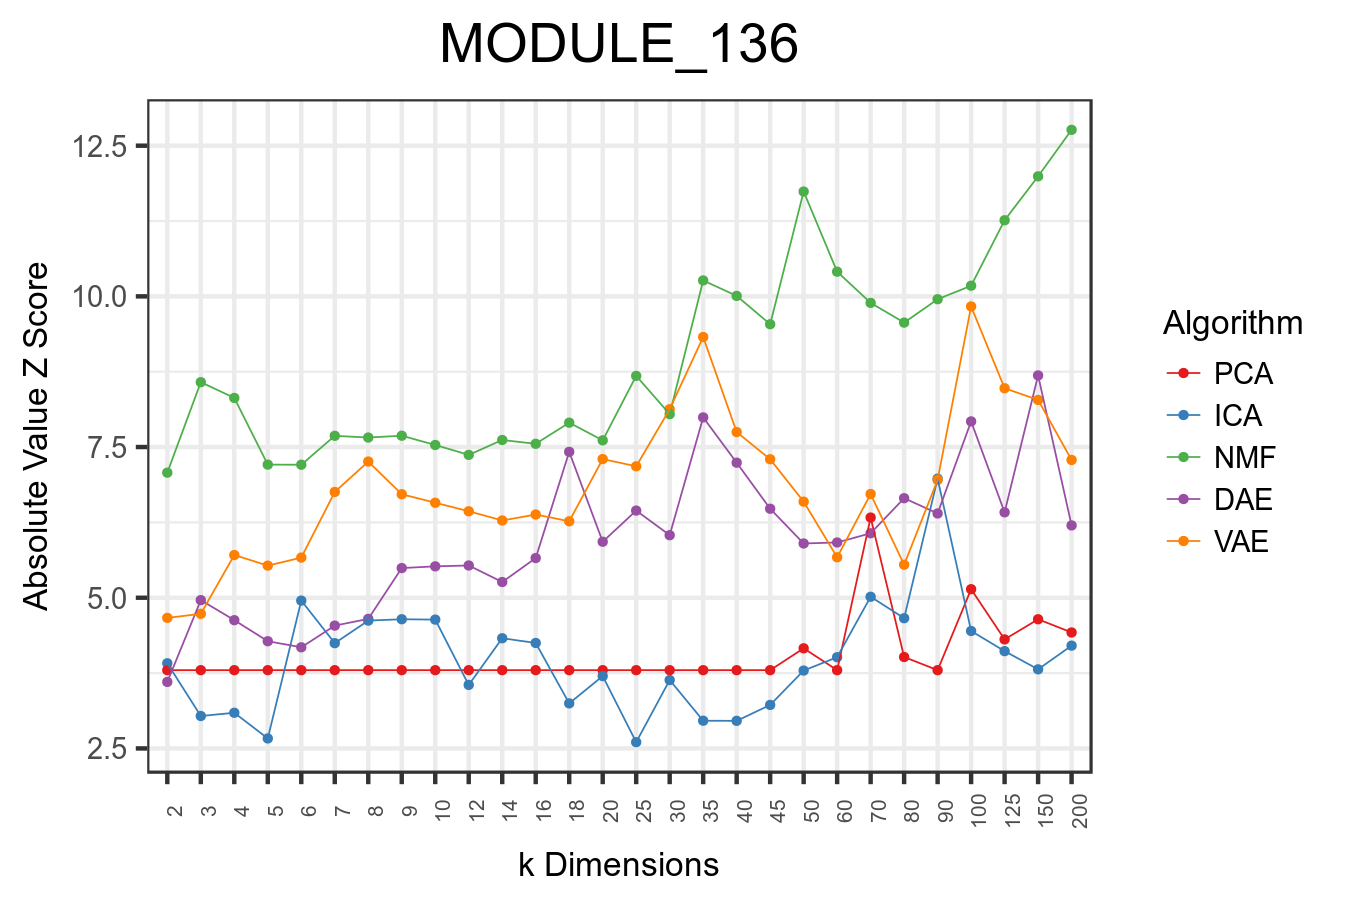 MODULE_136
Absolute Value Z Score
12.5
10.0
7.5
5.0
2.5
2 3 4 5 6 7 8 9 10 12 14 16 18 20 25 30 35 40 45 50 60 70 80 90 100 125 150 200
k Dimensions
Algorithm
PCA
ICA
NMF
DAE
VAE